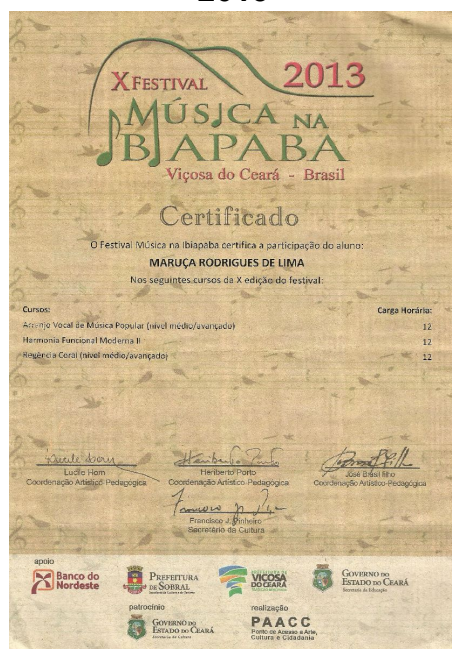 2013
X FESTIVAL
MÚSICA NA
IBIAPABA
Viçosa do Ceará - Brasil
Certificado
O Festival Música na Ibiapaba certifica a participação do aluno:
MARUÇA RODRIGUES DE LIMA
Nos seguintes cursos da X edição do festival:
Cursos: Carga Horária:
Arranjo Vocal de Música Popular (nível médio/avançado) 12
Harmonia Funcional Moderna II 12
Regência Coral (nível médio/avançado) 12
Lucile Horn Heriberto Porto José Brasil filho
Coordenação Artístico-Pedagógica Coordenação Artístico-Pedagógica Coordenação Artístico-Pedagógica
Francisco J. Pinheiro
Secretário da Cultura
apoio
Banco do Nordeste
PREFEITURA DE SOBRAL
VIÇOSA DO CEARÁ
GOVERNO DO ESTADO DO CEARÁ
Secretaria da Educação
patrocínio
GOVERNO DO ESTADO DO CEARÁ
Secretaria da Cultura
realização
PAACC
Ponto de Acesso a Arte,
Cultura e Cidadania